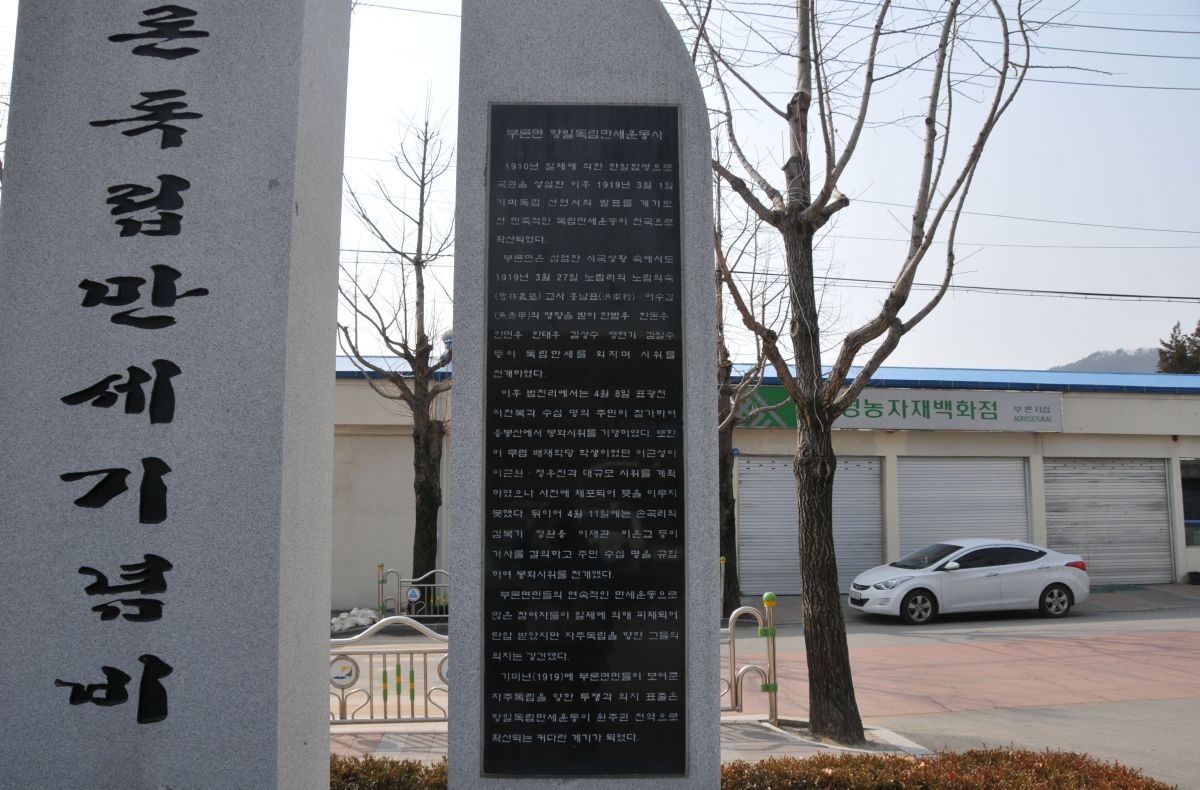 론
독
립
만
세
기
념
비
부론면 항일독립만세운동사
1910년 일제에 의한 한일합병으로
국권을 상실한 이후 1919년 3월 1일
기미독립 선언서의 발표를 계기로
전 민족적인 독립만세운동이 전국으로
확산되었다.
부론면은 삼엄한 시국상황 속에서도
1919년 3월 27일 노림리의 노림의숙
(魯林義塾) 교사 홍남표(洪南杓) 어수갑
(魚秀甲)의 영향을 받아 한범우 한돈우
한민우 한태우 김성수 정현기 김일수
등이 독립만세를 외치며 시위를
전개하였다.
이후 법천리에서는 4월 8일 표광천
지천복과 수십 명의 주민이 참가하여
응봉산에서 봉화시위를 거행하였다. 또한
이 무렵 배재학당 학생이었던 이근성이
이근천·정우진과 대규모 시위를 계획
하였으나 사전에 체포되어 뜻을 이루지
못했다. 뒤이어 4월 11일에는 손곡리의
김복기 정완용 이재관 이운교 등이
거사를 결의하고 주민 수십 명을 규합
하여 봉화시위를 전개했다.
부론면민들의 연속적인 만세운동으로
많은 참여자들이 일제에 의해 피체되어
탄압 받았지만 자주독립을 향한 그들의
의지는 강건했다.
기미년(1919)에 부론면민들이 보여준
자주독립을 향한 투쟁과 의지 표출은
항일독립만세운동이 원주권 전역으로
확산되는 커다란 계기가 되었다.
영농자재백화점
부론지점
AGRICULTURAL